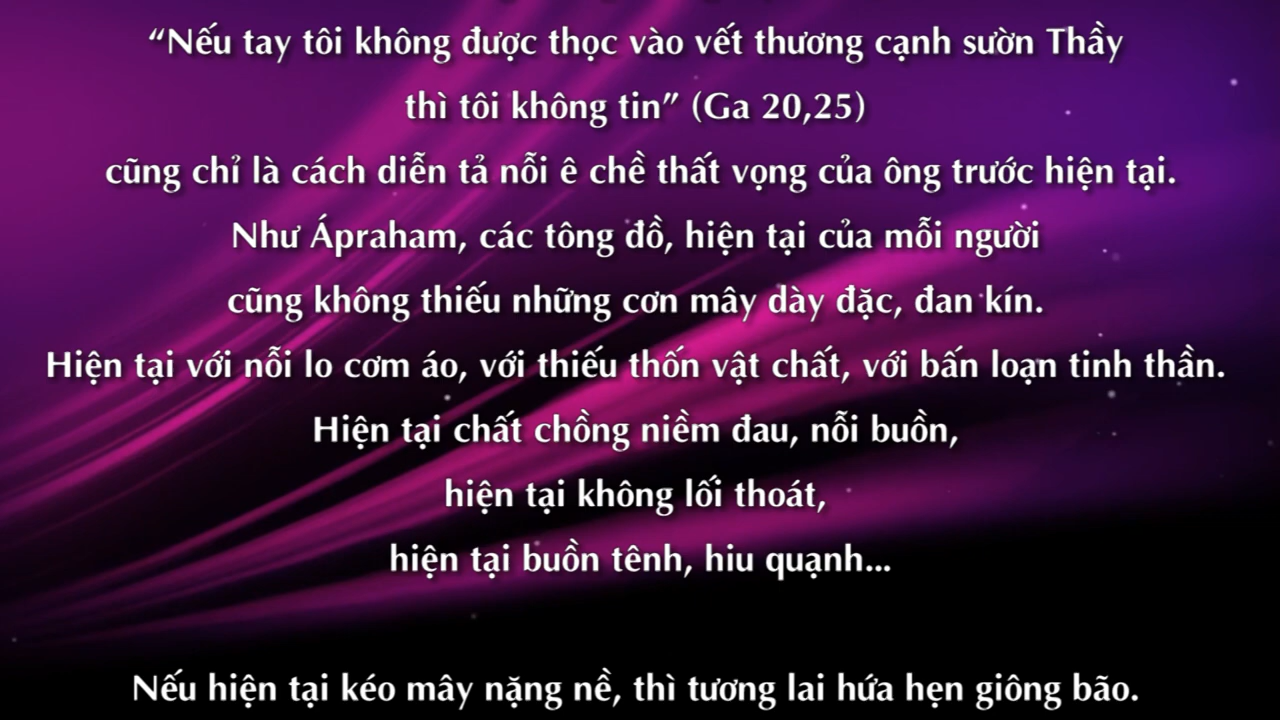 “Nếu tay tôi không được thọc vào vết thương cạnh sườn Thầy
thì tôi không tin” (Ga 20,25)
cũng chỉ là cách diễn tả nỗi ê chề thất vọng của ông trước hiện tại.
Như Ápraham, các tông đồ, hiện tại của mỗi người
cũng không thiếu những cơn mây dày đặc, đan kín.
Hiện tại với nỗi lo cơm áo, với thiếu thốn vật chất, với bấn loạn tinh thần.
Hiện tại chất chồng niềm đau, nỗi buồn,
hiện tại không lối thoát,
hiện tại buồn tênh, hiu quạnh...
Nếu hiện tại kéo mây nặng nề, thì tương lai hứa hẹn giông bão.